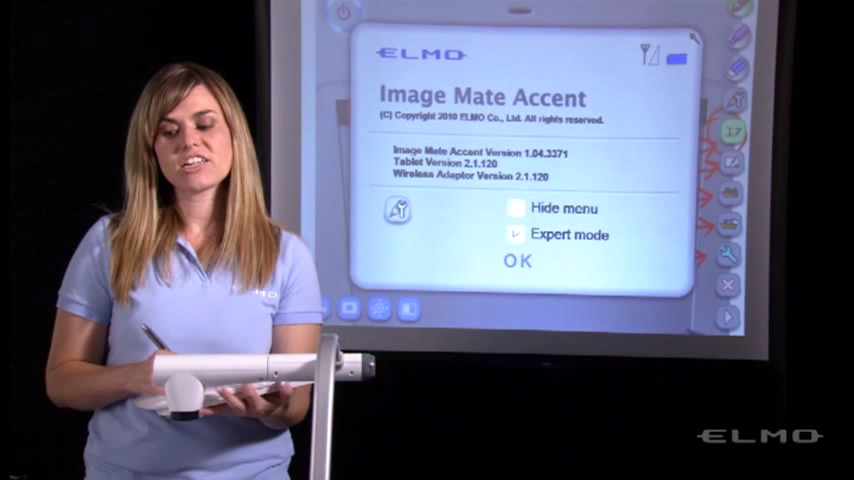 ELMO
Image Mate Accent
(C) Copyright 2010 ELMO Co., Ltd. All rights reserved.
Image Mate Accent Version 1.04.3371
Tablet Version 2.1.120
Wireless Adaptor Version 2.1.120
Hide menu
Expert mode
OK
ELMO
ELMO